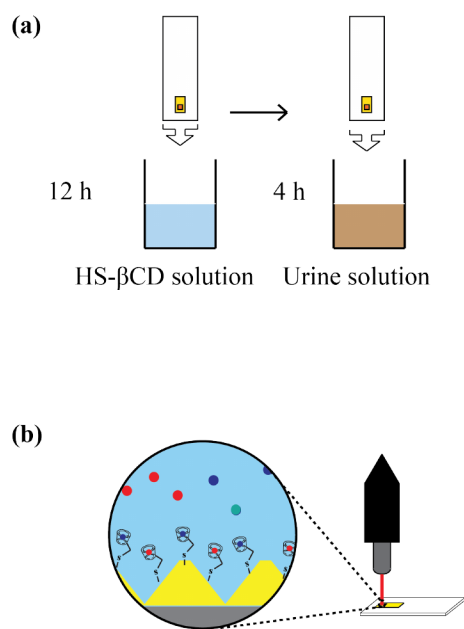 (a)
12 h
4 h
HS-βCD solution
Urine solution
(b)
S
S
S
S
S
S